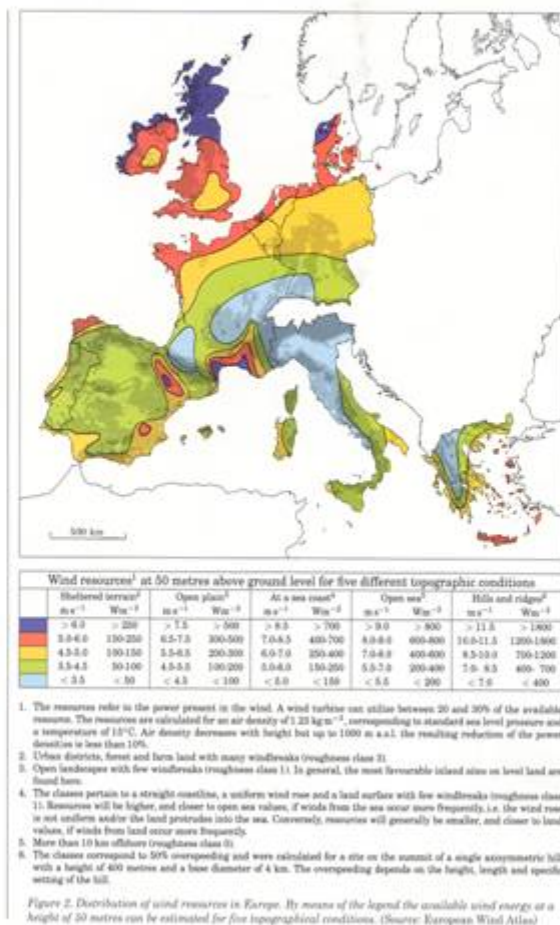 500 km
Wind resources¹ at 50 metres above ground level for five different topographic conditions
Sheltered terrain² Open plain³ At a sea coast⁴ Open sea⁵ Hills and ridges⁶
m s⁻¹ Wm⁻² m s⁻¹ Wm⁻² m s⁻¹ Wm⁻² m s⁻¹ Wm⁻² m s⁻¹ Wm⁻²
> 6.0 > 250 > 7.5 > 500 > 8.5 > 700 > 9.0 > 800 > 11.5 > 1800
5.0-6.0 150-250 6.5-7.5 300-500 7.0-8.5 400-700 8.0-9.0 600-800 10.0-11.5 1200-1800
4.5-5.0 100-150 5.5-6.5 200-300 6.0-7.0 250-400 7.0-8.0 400-600 8.5-10.0 700-1200
3.5-4.5 50-100 4.5-5.5 100-200 5.0-6.0 150-250 5.5-7.0 200-400 7.0- 8.5 400- 700
< 3.5 < 50 < 4.5 < 100 < 5.0 < 150 < 5.5 < 200 < 7.0 < 400
1. The resources refer to the power present in the wind. A wind turbine can utilize between 20 and 30% of the available
resource. The resources are calculated for an air density of 1.23 kg m⁻³, corresponding to standard sea level pressure and
a temperature of 15°C. Air density decreases with height but up to 1000 m a.s.l. the resulting reduction of the power
densities is less than 10%.
2. Urban districts, forest and farm land with many windbreaks (roughness class 3).
3. Open landscapes with few windbreaks (roughness class 1). In general, the most favourable inland sites on level land are
found here.
4. The classes pertain to a straight coastline, a uniform wind rose and a land surface with few windbreaks (roughness class
1). Resources will be higher, and closer to open sea values, if winds from the sea occur more frequently, i.e. the wind rose
is not uniform and/or the land protrudes into the sea. Conversely, resources will generally be smaller, and closer to land
values, if winds from land occur more frequently.
5. More than 10 km offshore (roughness class 0).
6. The classes correspond to 50% overspeeding and were calculated for a site on the summit of a single axisymmetric hill
with a height of 400 metres and a base diameter of 4 km. The overspeeding depends on the height, length and specific
setting of the hill.
Figure 2. Distribution of wind resources in Europe. By means of the legend the available wind energy at a
height of 50 metres can be estimated for five topographical conditions. (Source: European Wind Atlas)